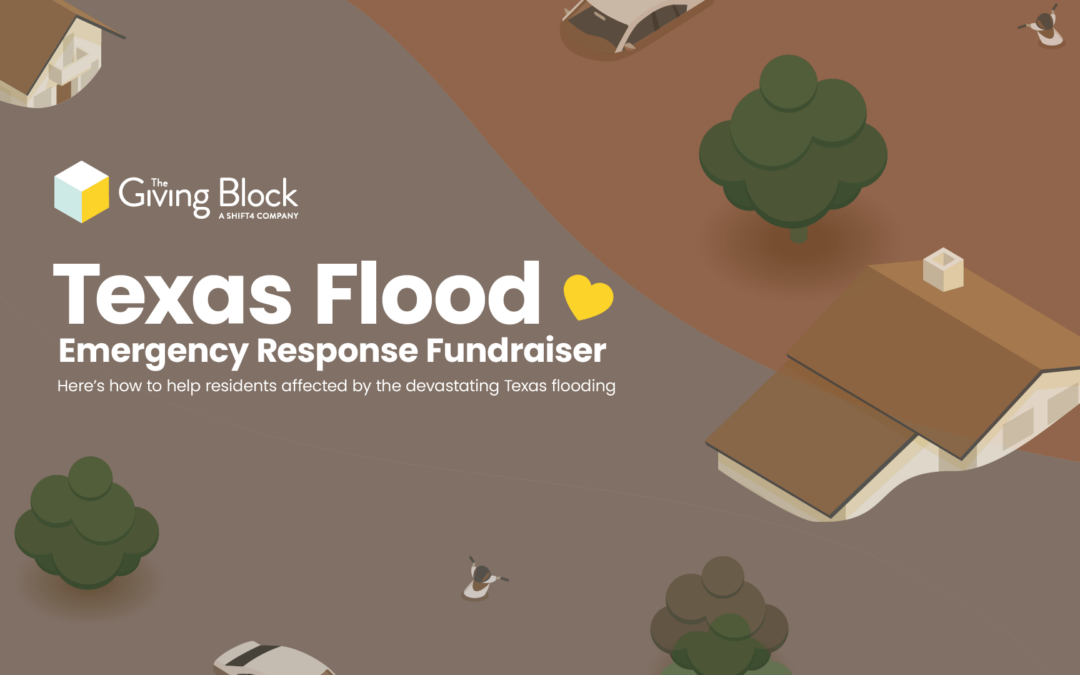 The
Giving Block
A SHIFT4 COMPANY
Texas Flood
Emergency Response Fundraiser
Here’s how to help residents affected by the devastating Texas flooding